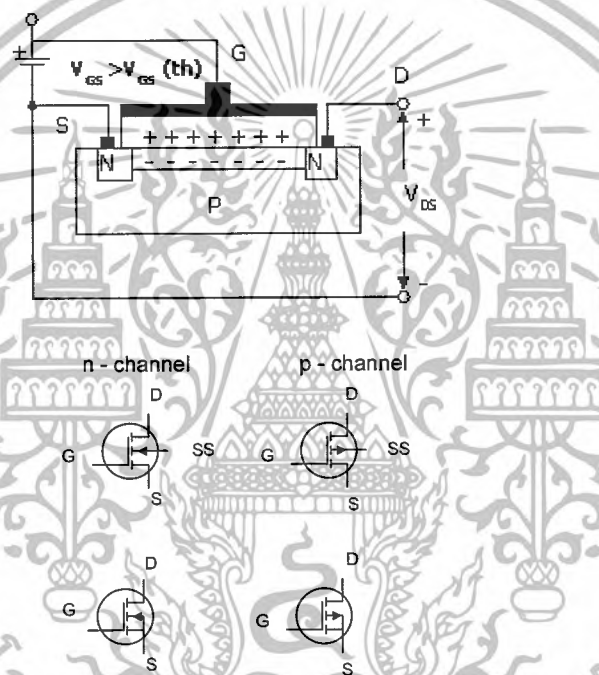 +
V GS >V GS (th)
G
D
S
+ + + + + + +
+
N
- - - - - - -
N
P
V DS
-
n - channel
p - channel
D
D
G
SS
G
SS
S
S
D
D
G
G
S
S